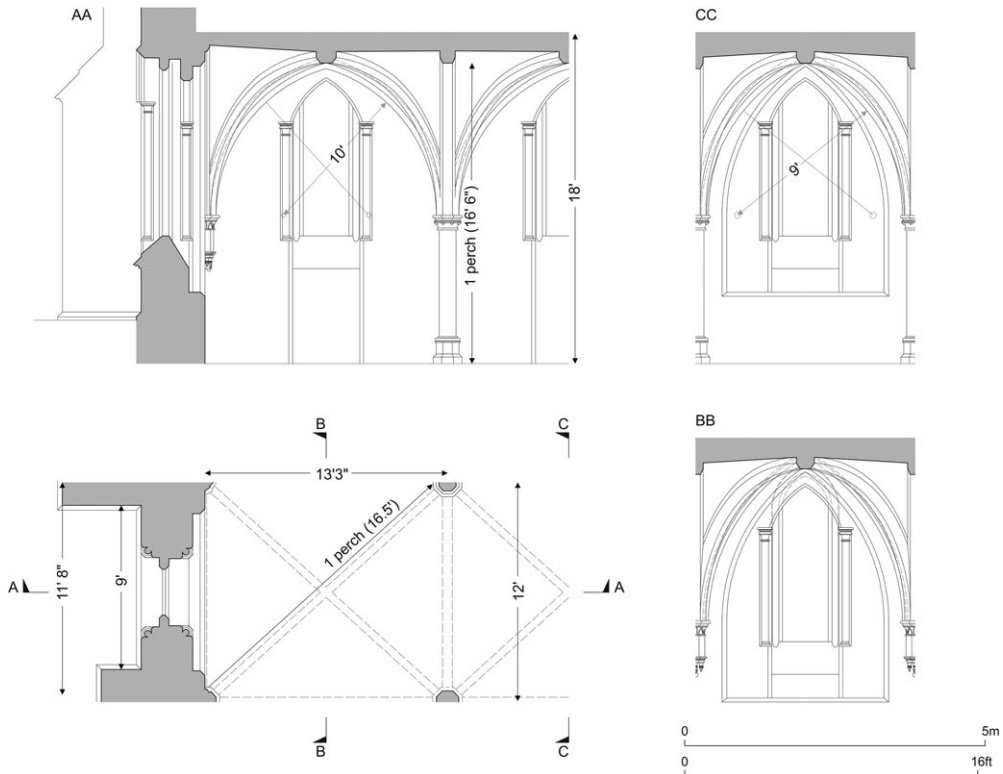 AA
10'
1 perch (16' 6")
18'
CC
9'
B
C
13'3"
1 perch (16.5')
A
11' 8"
9'
12'
A
B
C
BB
0
5m
0
16ft